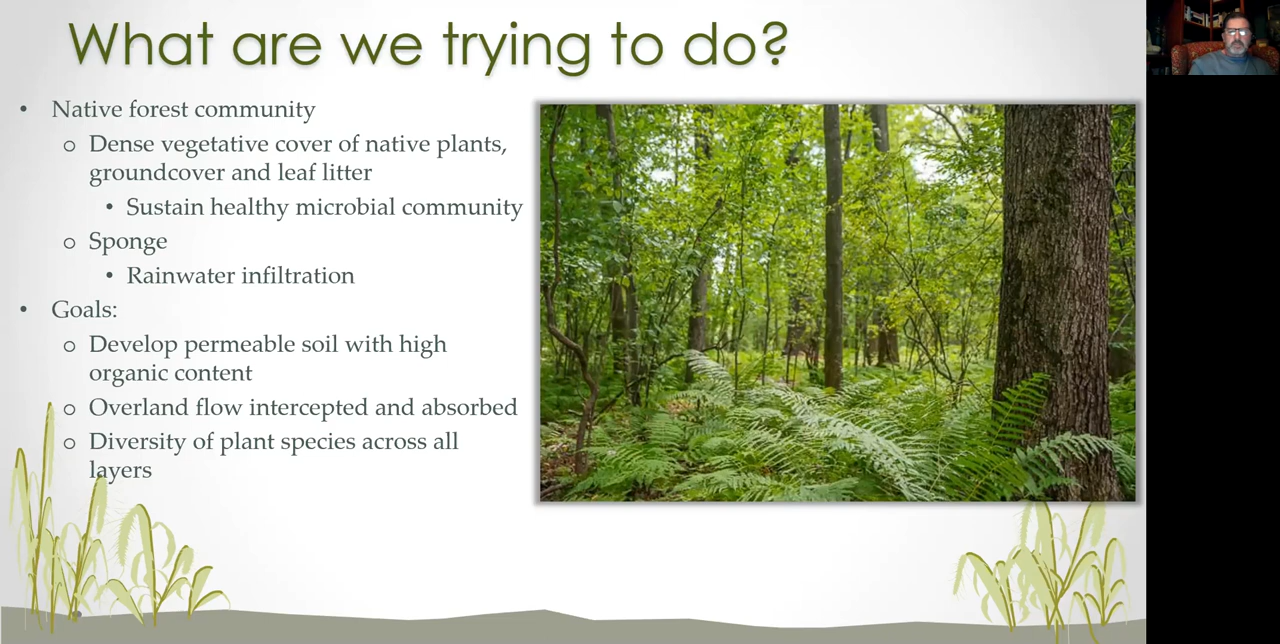 What are we trying to do?
• Native forest community
o Dense vegetative cover of native plants,
groundcover and leaf litter
• Sustain healthy microbial community
o Sponge
• Rainwater infiltration
• Goals:
o Develop permeable soil with high
organic content
o Overland flow intercepted and absorbed
o Diversity of plant species across all
layers